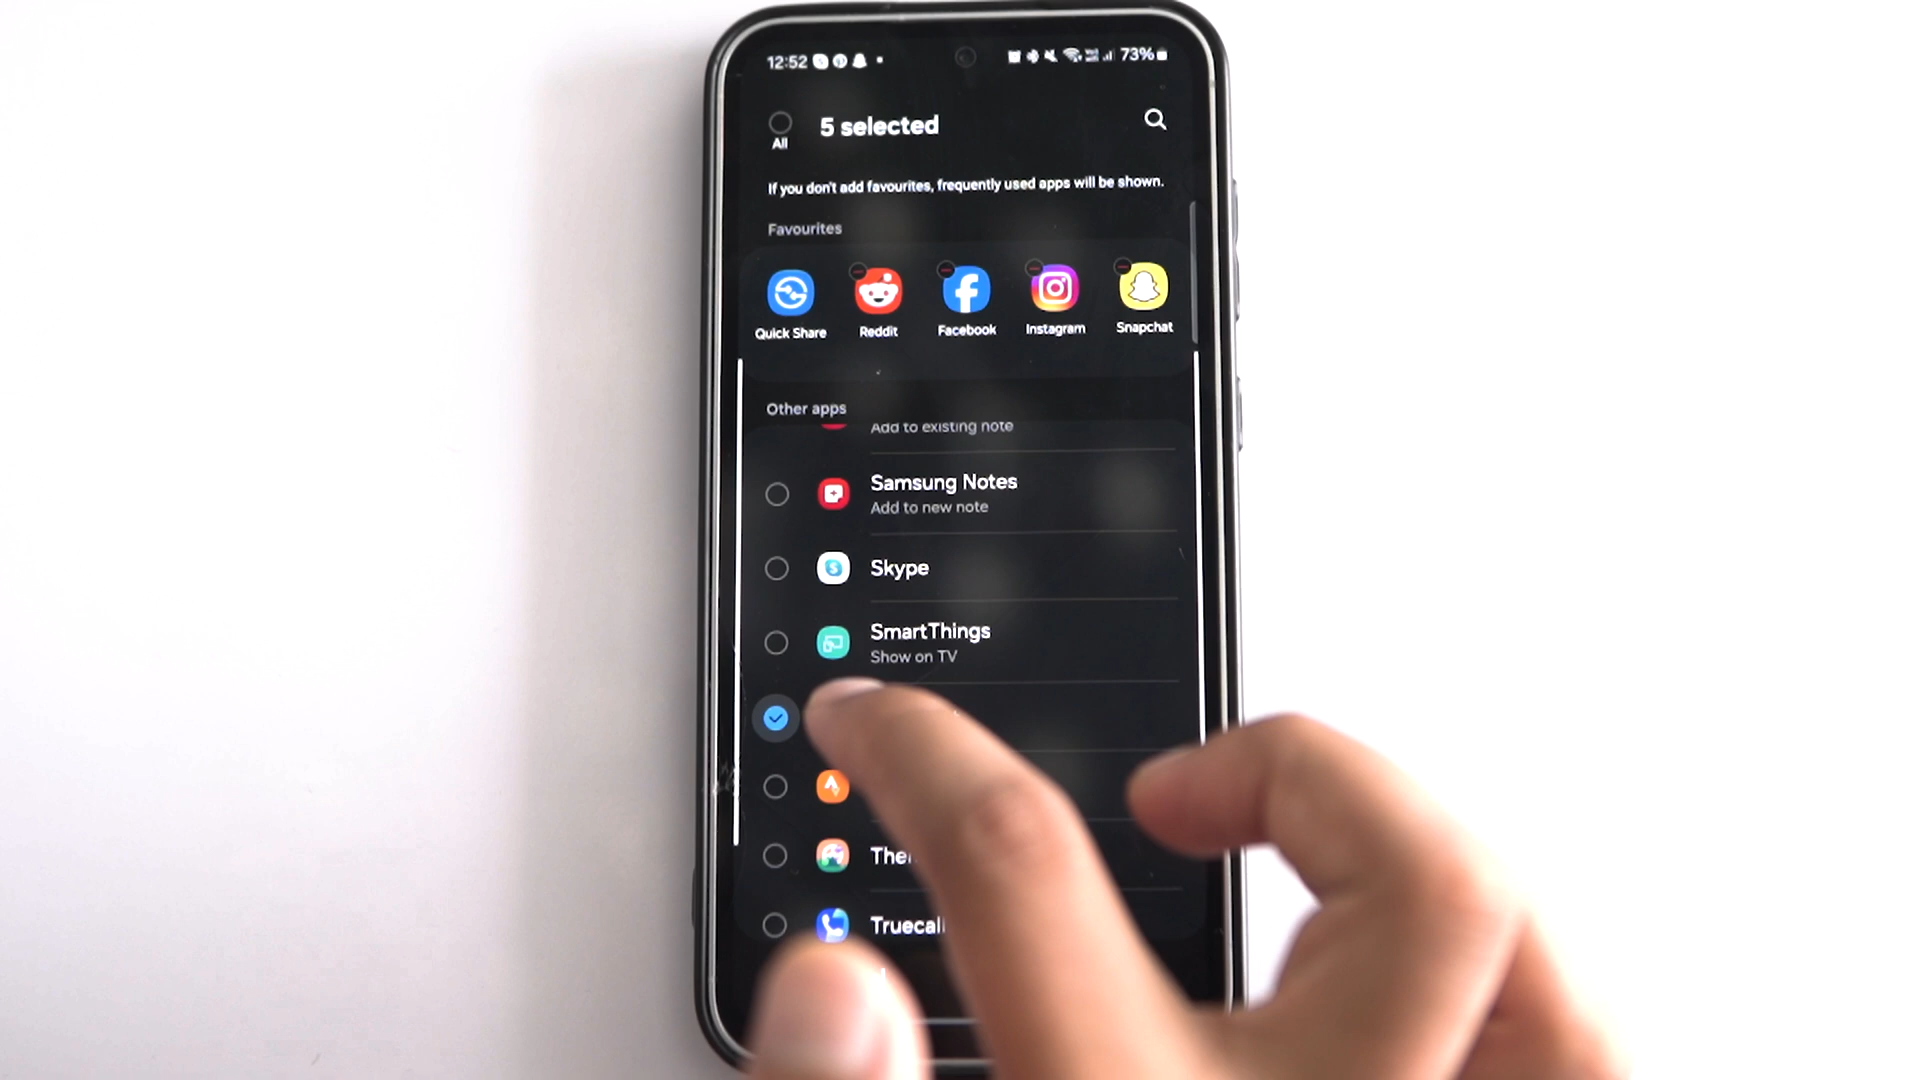 12:52
73%
All
5 selected
If you don't add favourites, frequently used apps will be shown.
Favourites
Quick Share
Reddit
Facebook
Instagram
Snapchat
Other apps
Add to existing note
Samsung Notes
Add to new note
Skype
SmartThings
Show on TV